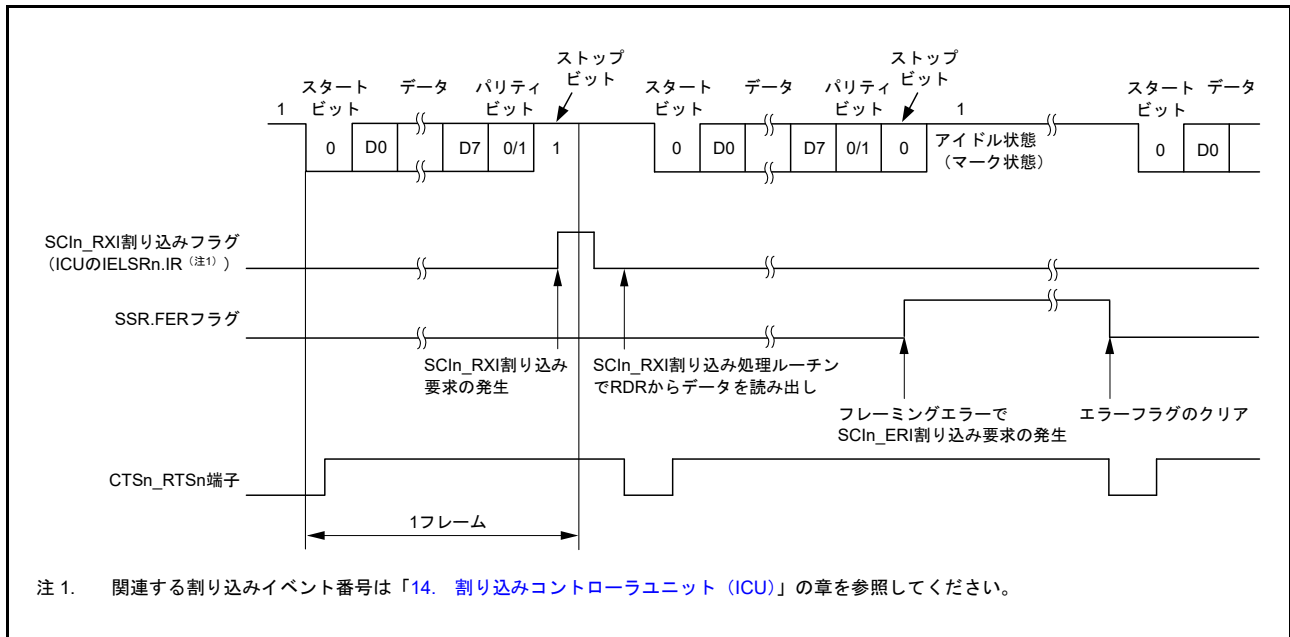 スタート
ビット
データ
パリティ
ビット
ストップ
ビット
スタート
ビット
データ
パリティ
ビット
ストップ
ビット
スタート
ビット
データ
1
1
0
D0
D7
0/1
1
0
D0
D7
0/1
0
アイドル状態
(マーク状態)
0
D0
SCIn_RXI割り込みフラグ
(ICUのIELSRn.IR (注1) )
SSR.FERフラグ
SCIn_RXI割り込み
要求の発生
SCIn_RXI割り込み処理ルーチン
でRDRからデータを読み出し
フレーミングエラーで
SCIn_ERI割り込み要求の発生
エラーフラグのクリア
CTSn_RTSn端子
1フレーム
注 1. 関連する割り込みイベント番号は「14. 割り込みコントローラユニット(ICU)」の章を参照してください。